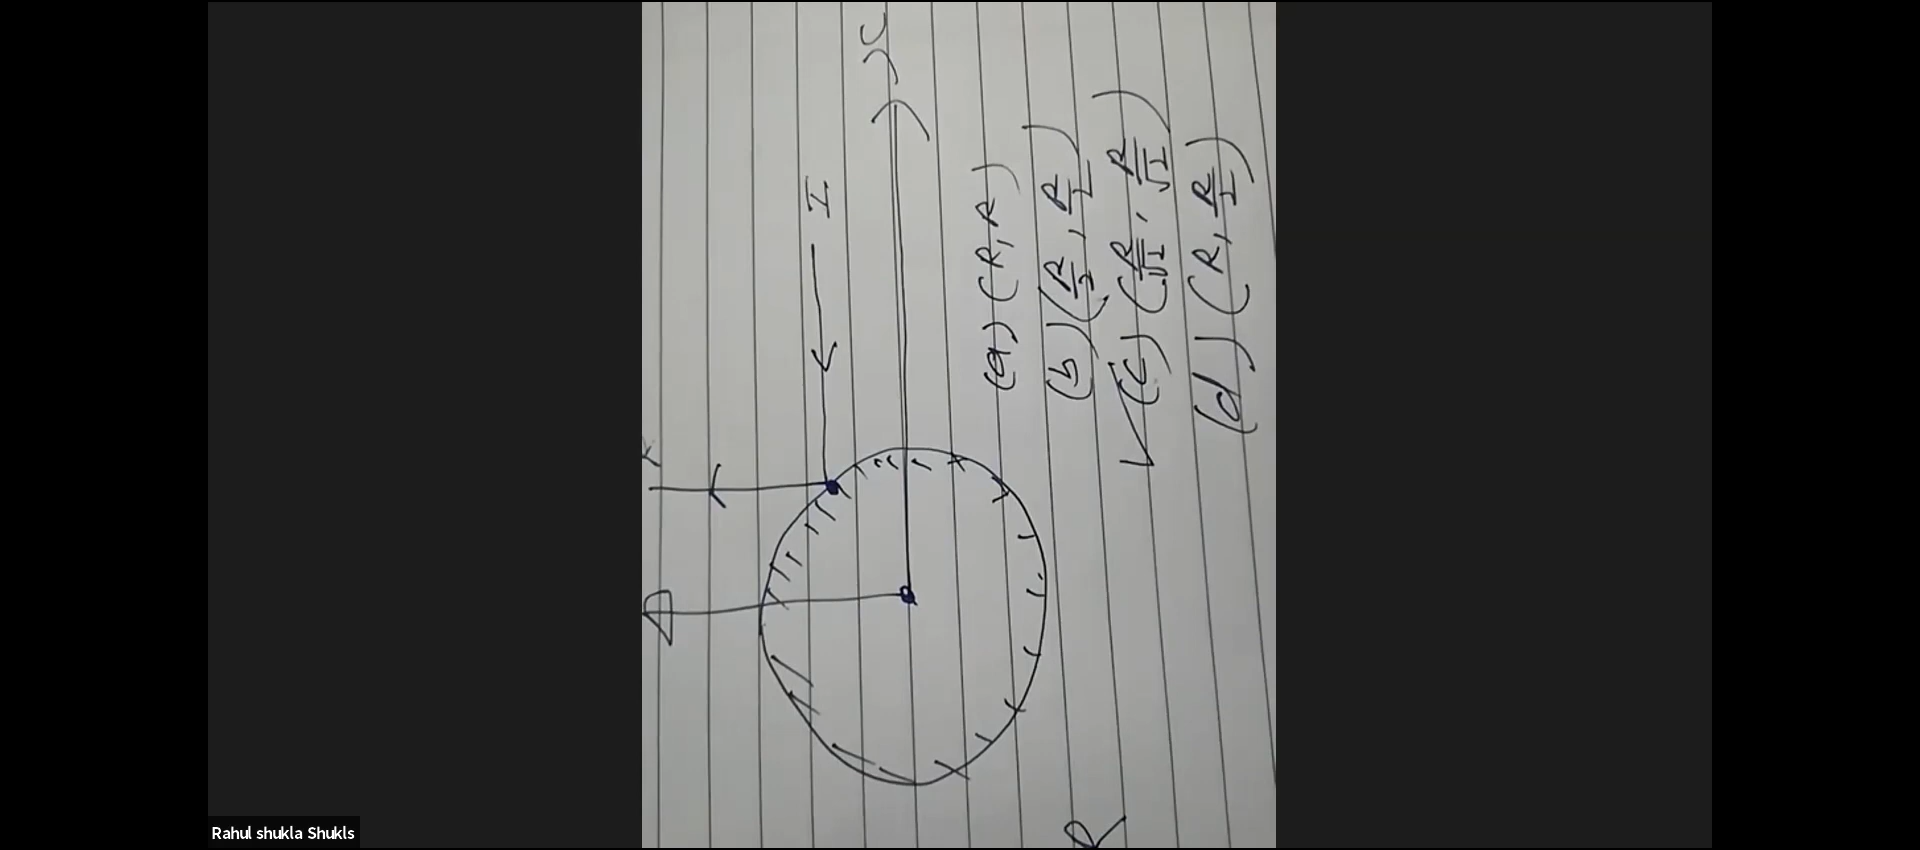 x
I
R
(a) (R, R)
(b) (R/2, R/2)
(c) (R/√2, R/√2)
(d) (R, R/2)
R
Rahul shukla Shukls